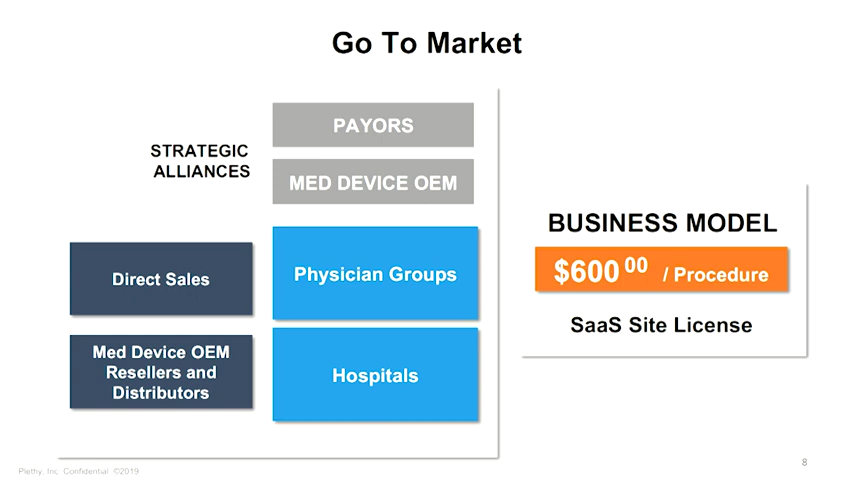 Go To Market
STRATEGIC
ALLIANCES
PAYORS
MED DEVICE OEM
Direct Sales
Physician Groups
Med Device OEM
Resellers and
Distributors
Hospitals
BUSINESS MODEL
$600 00 / Procedure
SaaS Site License
Plethy, Inc Confidential ©2019
8